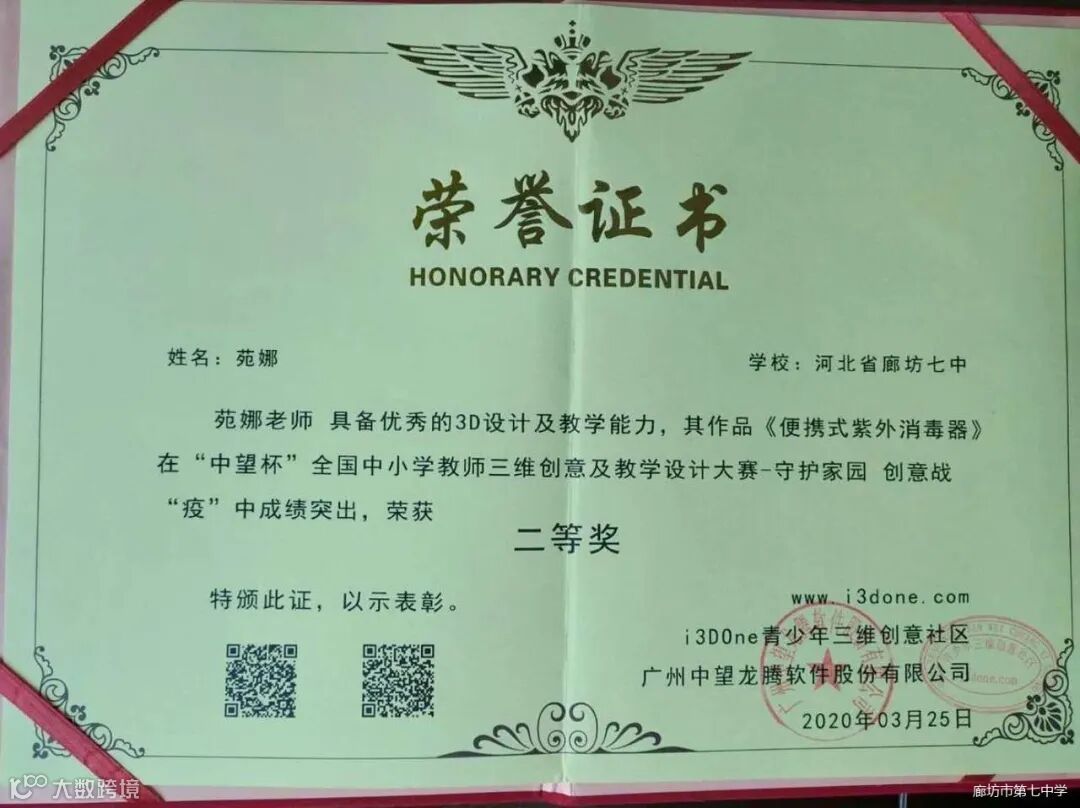 荣誉证书
HONORARY CREDENTIAL
姓名：苑娜
学校：河北省廊坊七中
苑娜老师 具备优秀的3D设计及教学能力，其作品《便携式紫外消毒器》
在“中望杯”全国中小学教师三维创意及教学设计大赛-守护家园 创意战
“疫”中成绩突出，荣获
二等奖
特颁此证，以示表彰。
www.i3done.com
i3DOne青少年三维创意社区
广州中望龙腾软件股份有限公司
2020年03月25日
大数跨境
廊坊市第七中学